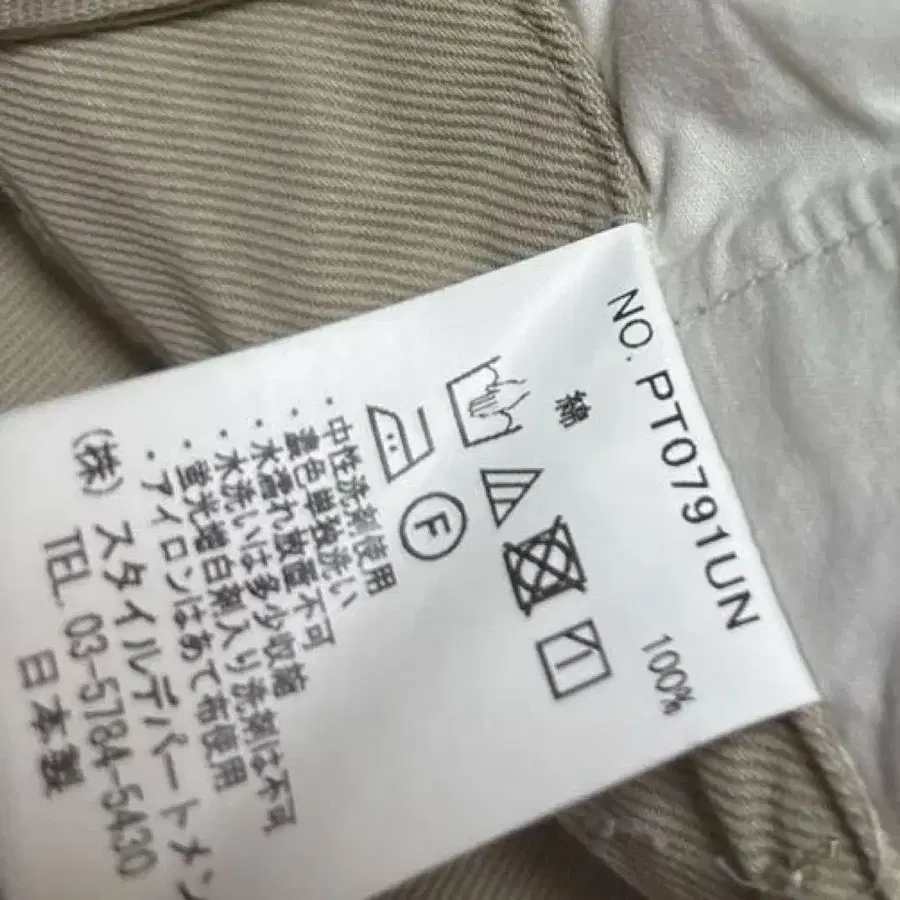 NO. PT0791UN
綿 100%
F
・中性洗剤使用
・濃色単独洗い
・水濡れ放置不可
・水洗いは多少収縮
・直光増白剤入り洗剤は不可
・アイロンはあて布使用
(株) スタイルデパートメン
TEL 03-5784-5430
日本製